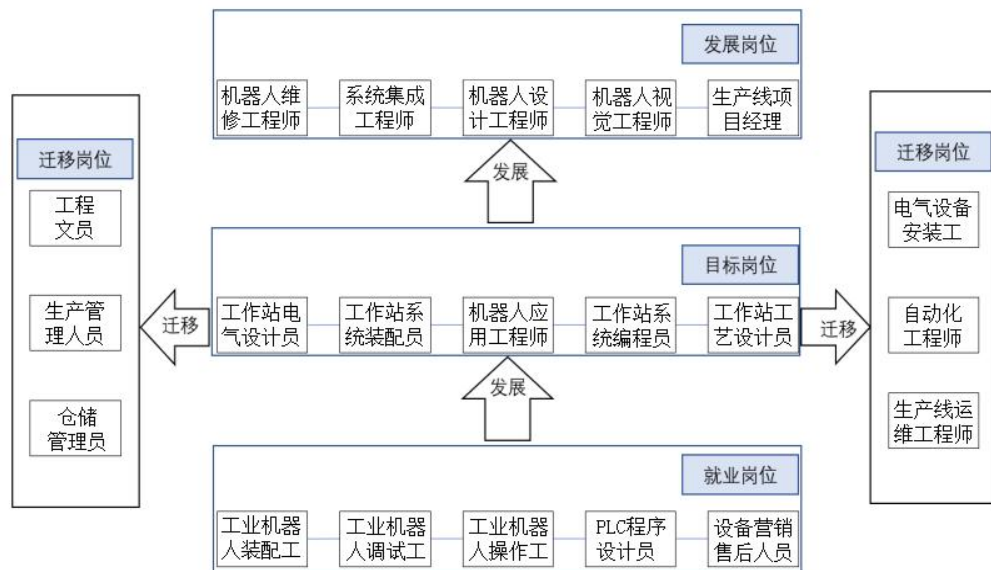 发展岗位
机器人维
修工程师
系统集成
工程师
机器人设
计工程师
机器人视
觉工程师
生产线项
目经理
发展
迁移岗位
工程
文员
生产管
理人员
仓储
管理员
迁移
目标岗位
工作站电
气设计员
工作站系
统装配员
机器人应
用工程师
工作站系
统编程员
工作站工
艺设计员
迁移
迁移岗位
电气设备
安装工
自动化
工程师
生产线运
维工程师
发展
就业岗位
工业机器
人装配工
工业机器
人调试工
工业机器
人操作工
PLC程序
设计员
设备营销
售后人员